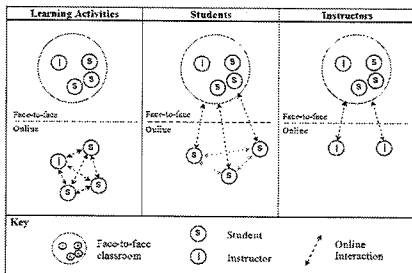 Learning Activities Students Instructors
I S S S
I S S S
I S S S
Face-to-face Face-to-face Face-to-face
Online Online Online
I S S S
S S S
I I
Key
Face-to-face classroom
S Student
I Instructor
Online Interaction